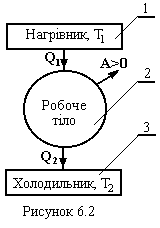 1
Нагрівник, T1
Q1
A>0
2
Робоче
тіло
Q2
3
Холодильник, T2
Рисунок 6.2